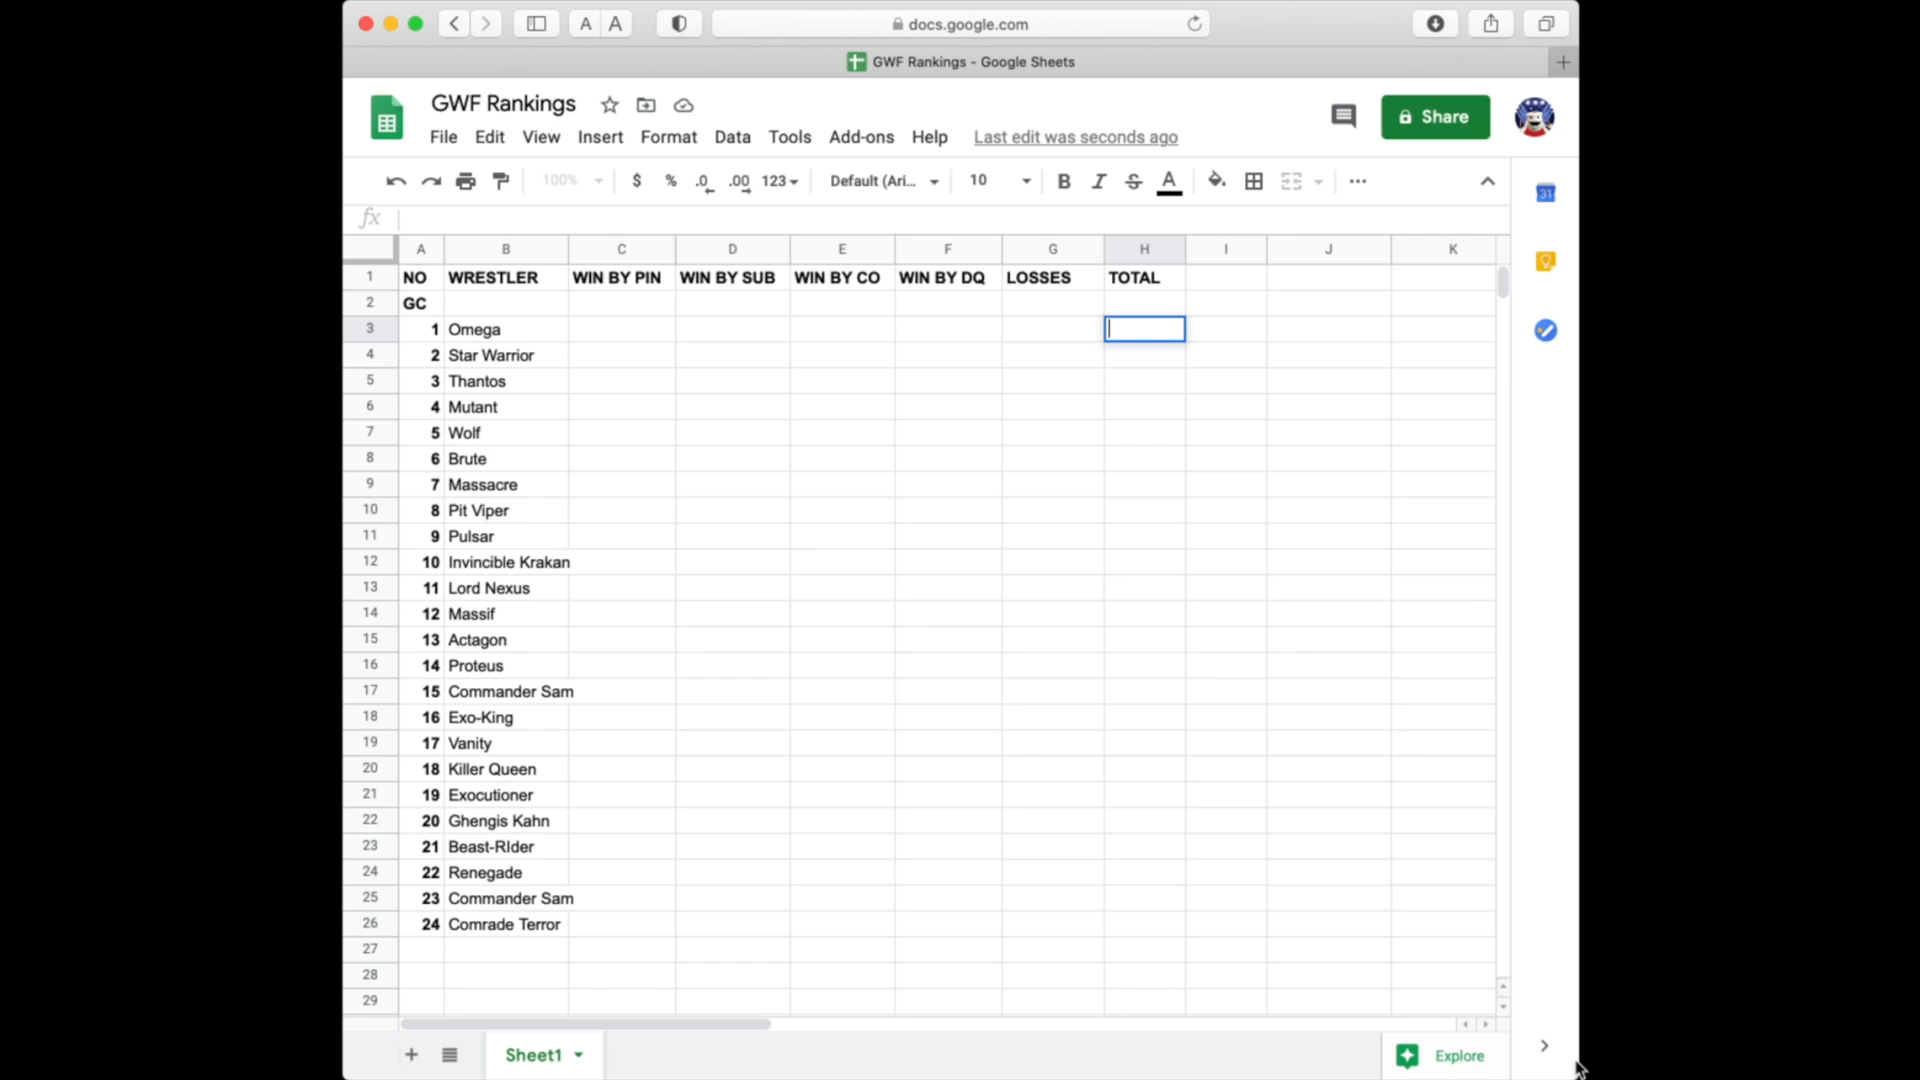 A A docs.google.com
GWF Rankings - Google Sheets
GWF Rankings
Share
File Edit View Insert Format Data Tools Add-ons Help Last edit was seconds ago
100% $ % .0 .00 123 Default (Ari... 10 B I S A ...
31
fx
A B C D E F G H I J K
1 NO WRESTLER WIN BY PIN WIN BY SUB WIN BY CO WIN BY DQ LOSSES TOTAL
2 GC
3 1 Omega
4 2 Star Warrior
5 3 Thantos
6 4 Mutant
7 5 Wolf
8 6 Brute
9 7 Massacre
10 8 Pit Viper
11 9 Pulsar
12 10 Invincible Krakan
13 11 Lord Nexus
14 12 Massif
15 13 Actagon
16 14 Proteus
17 15 Commander Sam
18 16 Exo-King
19 17 Vanity
20 18 Killer Queen
21 19 Exocutioner
22 20 Ghengis Kahn
23 21 Beast-RIder
24 22 Renegade
25 23 Commander Sam
26 24 Comrade Terror
27
28
29
Sheet1
Explore